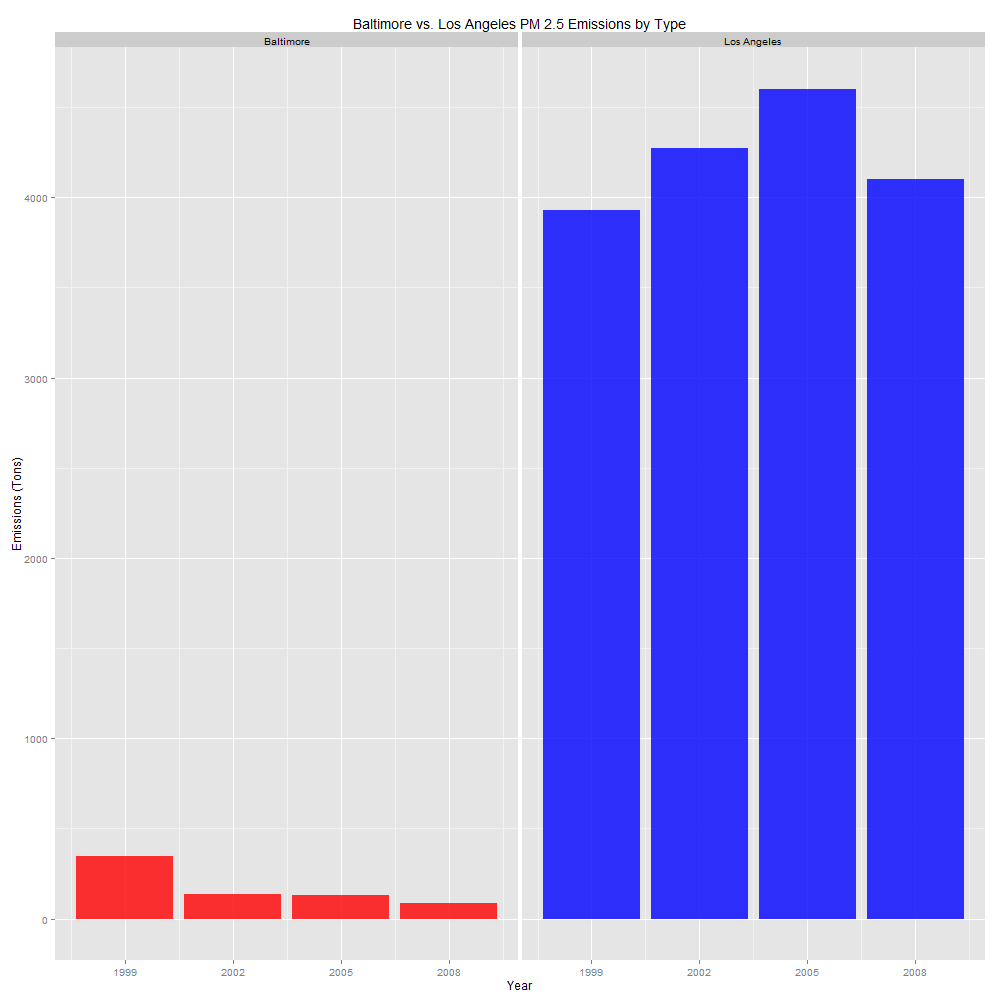 Baltimore vs. Los Angeles PM 2.5 Emissions by Type
Baltimore
Los Angeles
Emissions (Tons)
4000
3000
2000
1000
0
1999 2002 2005 2008
1999 2002 2005 2008
Year